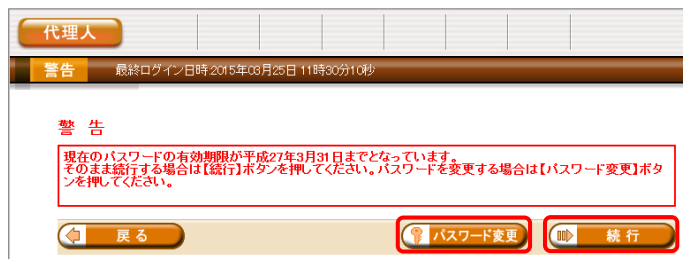 代理人
警告 最終ログイン日時 2015年03月25日 11時30分10秒
警 告
現在のパスワードの有効期限が平成27年3月31日までとなっています。
そのまま続行する場合は【続行】ボタンを押してください。パスワードを変更する場合は【パスワード変更】ボタ
ンを押してください。
戻 る パスワード変更 続 行